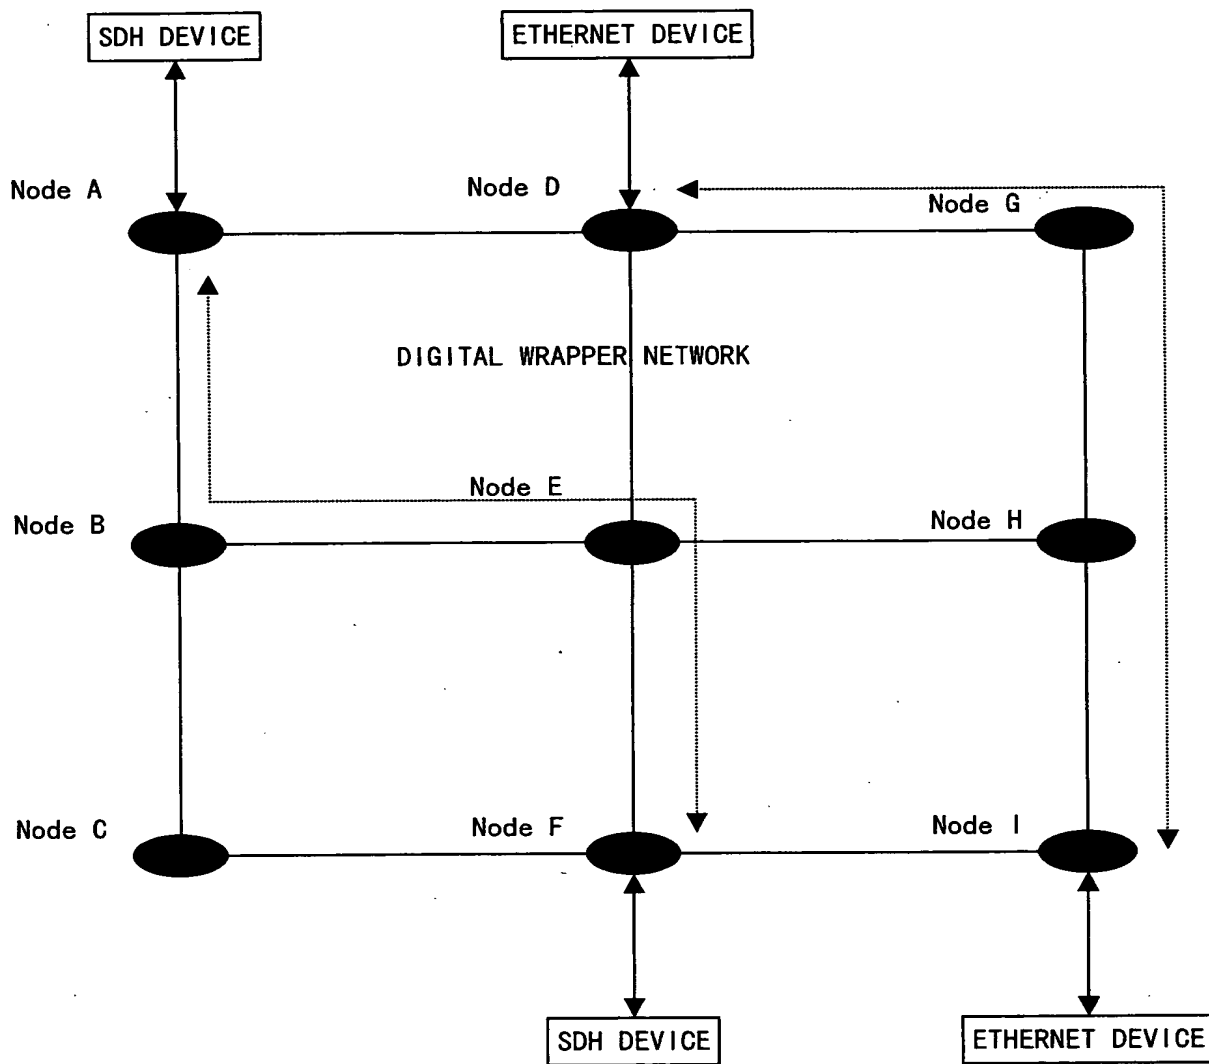 SDH DEVICE
ETHERNET DEVICE
Node A
Node D
Node G
DIGITAL WRAPPER NETWORK
Node E
Node B
Node H
Node C
Node F
Node I
SDH DEVICE
ETHERNET DEVICE